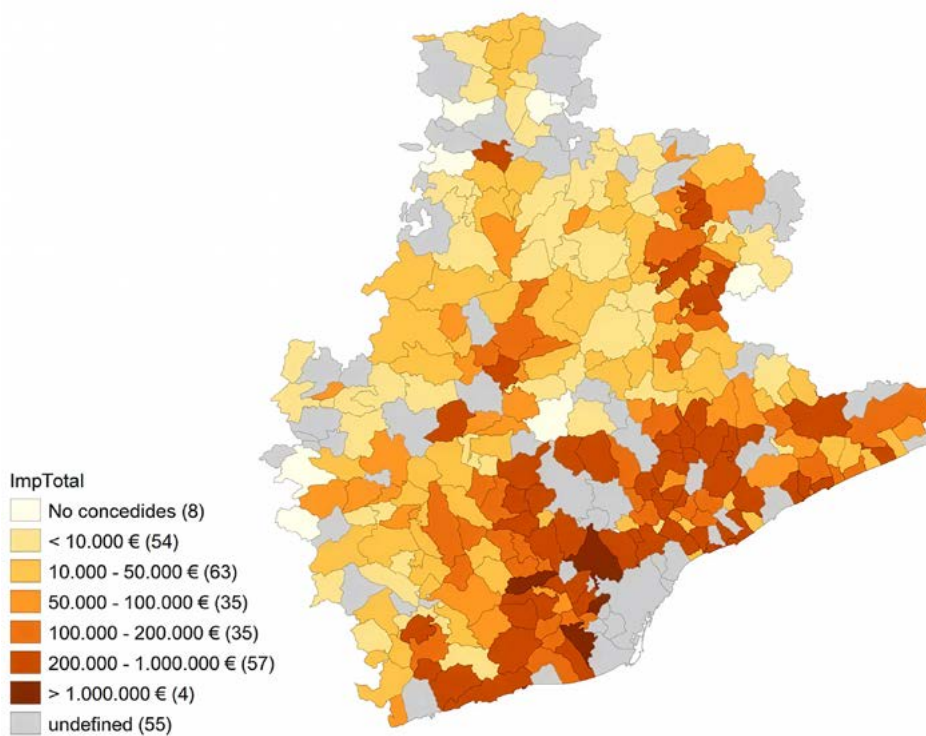 ImpTotal
No concedides (8)
< 10.000 € (54)
10.000 - 50.000 € (63)
50.000 - 100.000 € (35)
100.000 - 200.000 € (35)
200.000 - 1.000.000 € (57)
> 1.000.000 € (4)
undefined (55)